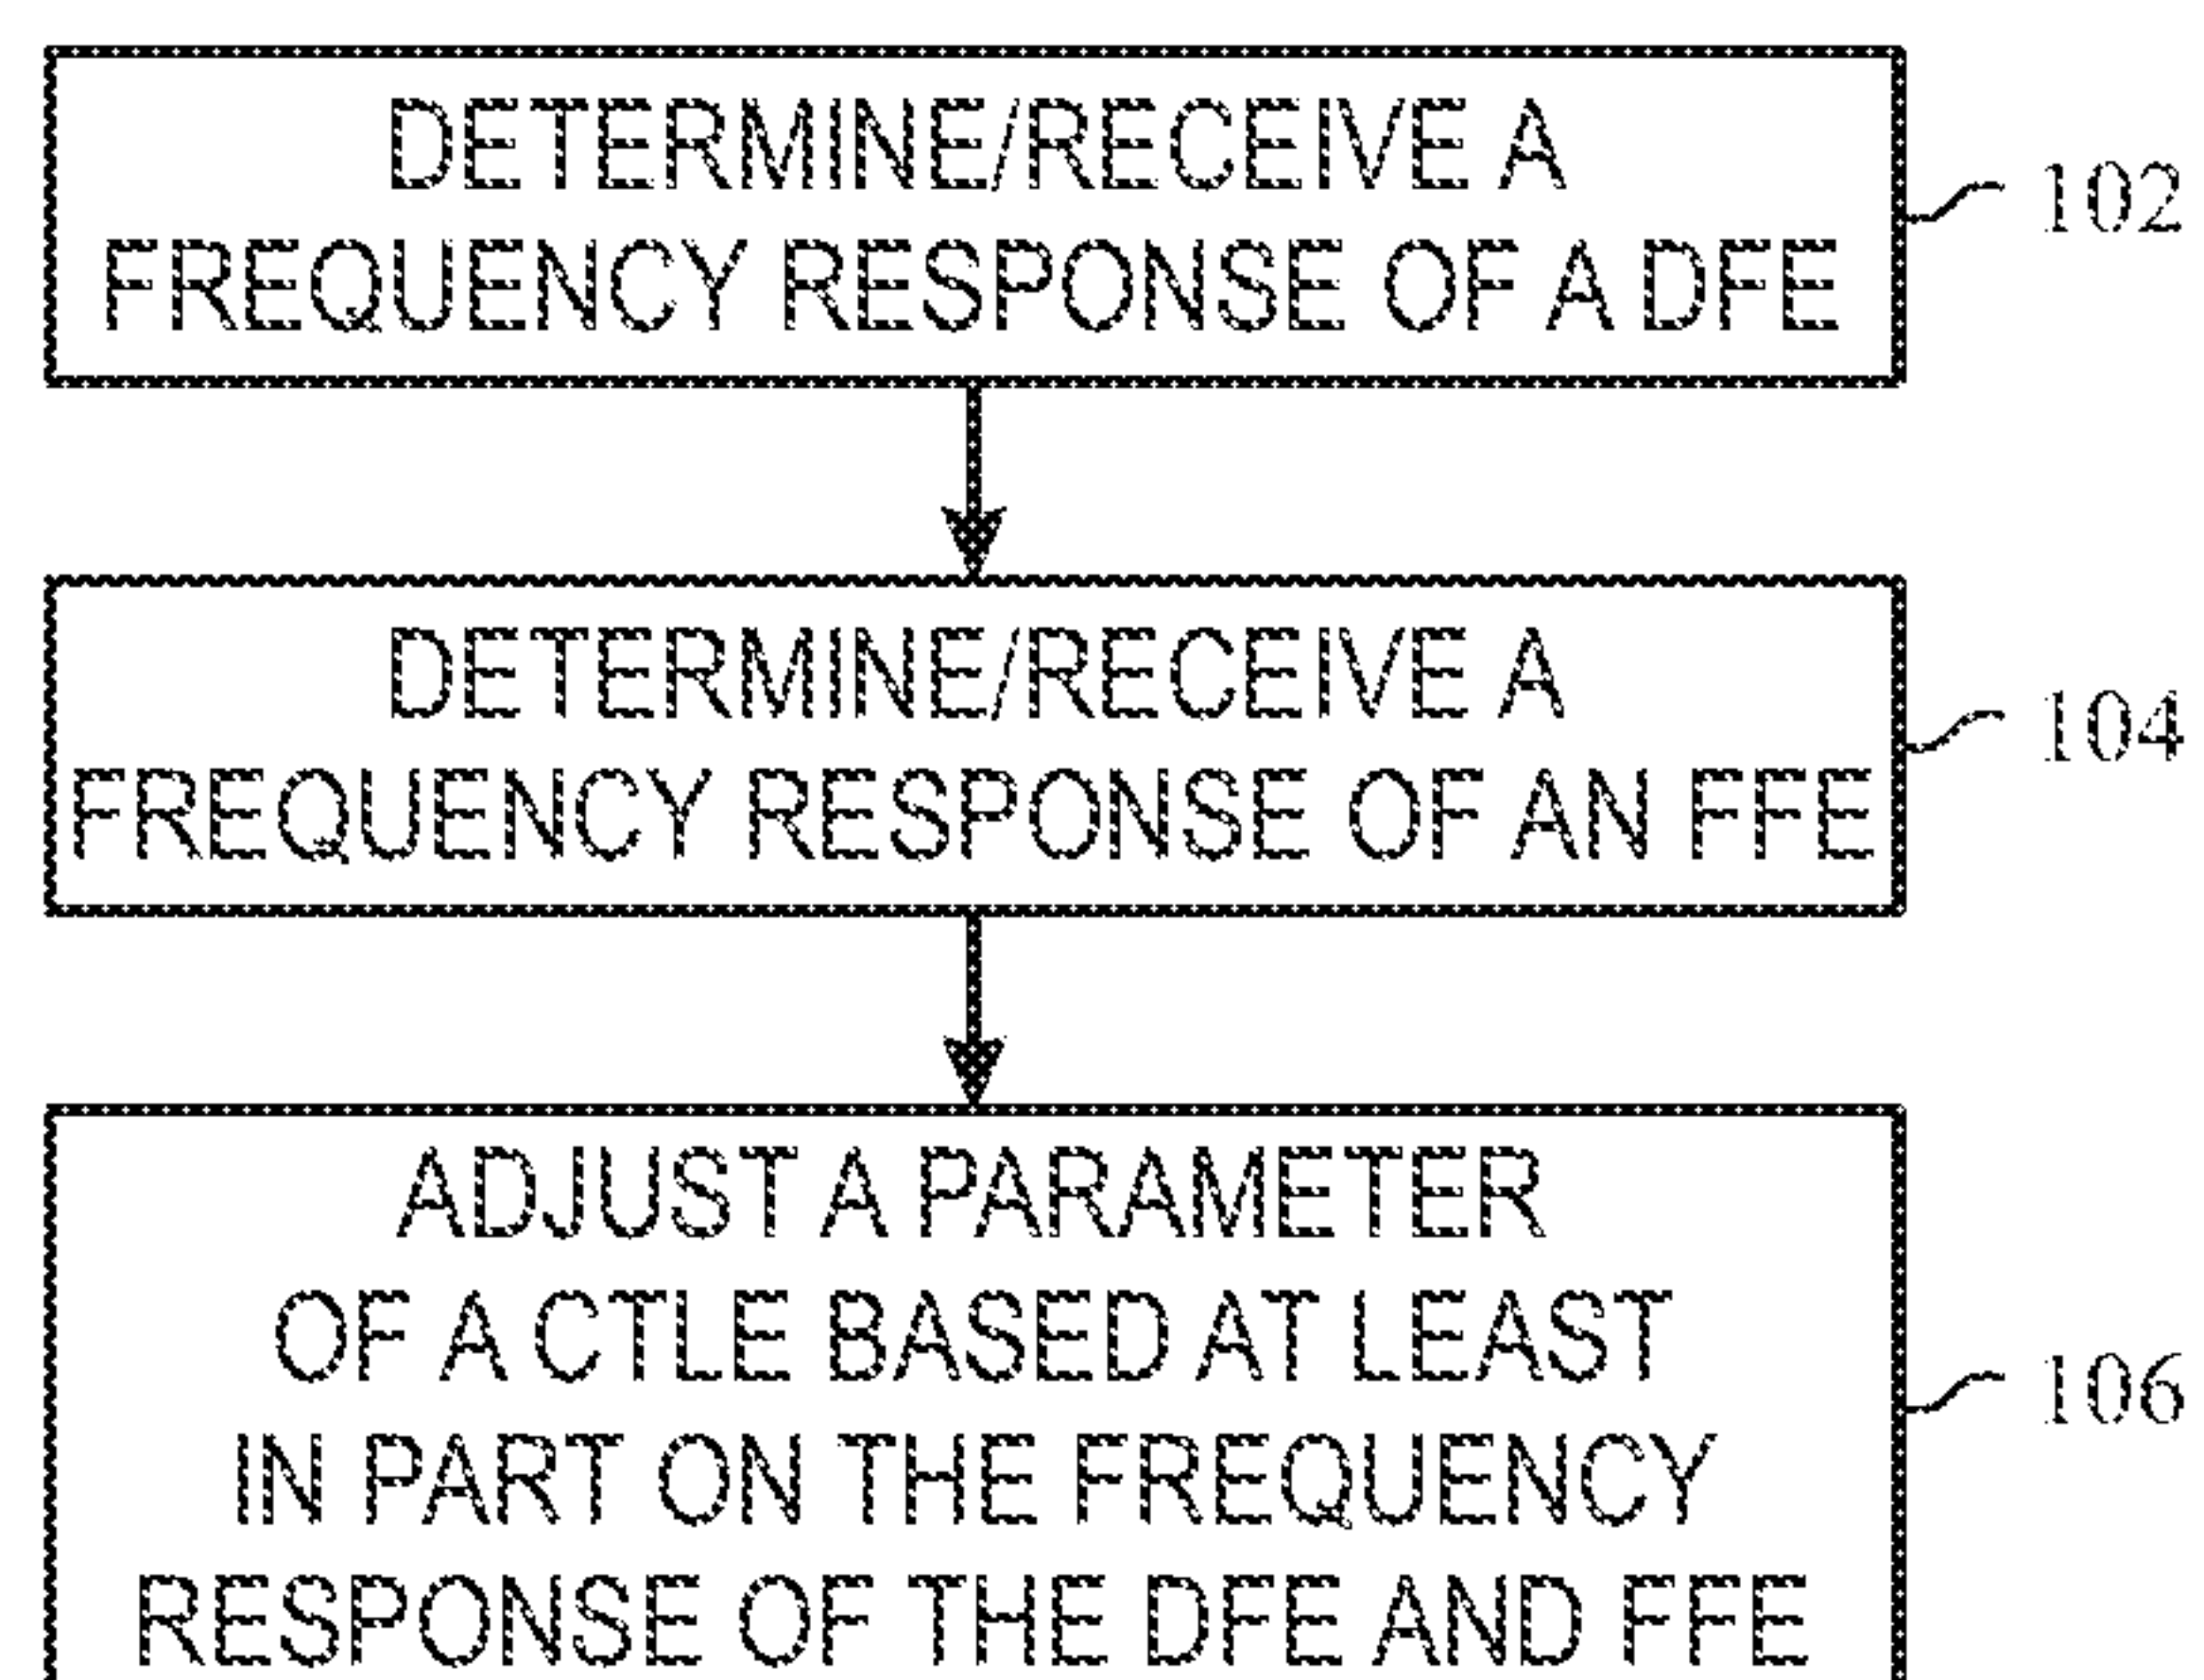 DETERMINE/RECEIVE A
FREQUENCY RESPONSE OF A DFE
102
DETERMINE/RECEIVE A
FREQUENCY RESPONSE OF AN FFE
104
ADJUST A PARAMETER
OF A CTLE BASED AT LEAST
IN PART ON THE FREQUENCY
RESPONSE OF THE DFE AND FFE
106